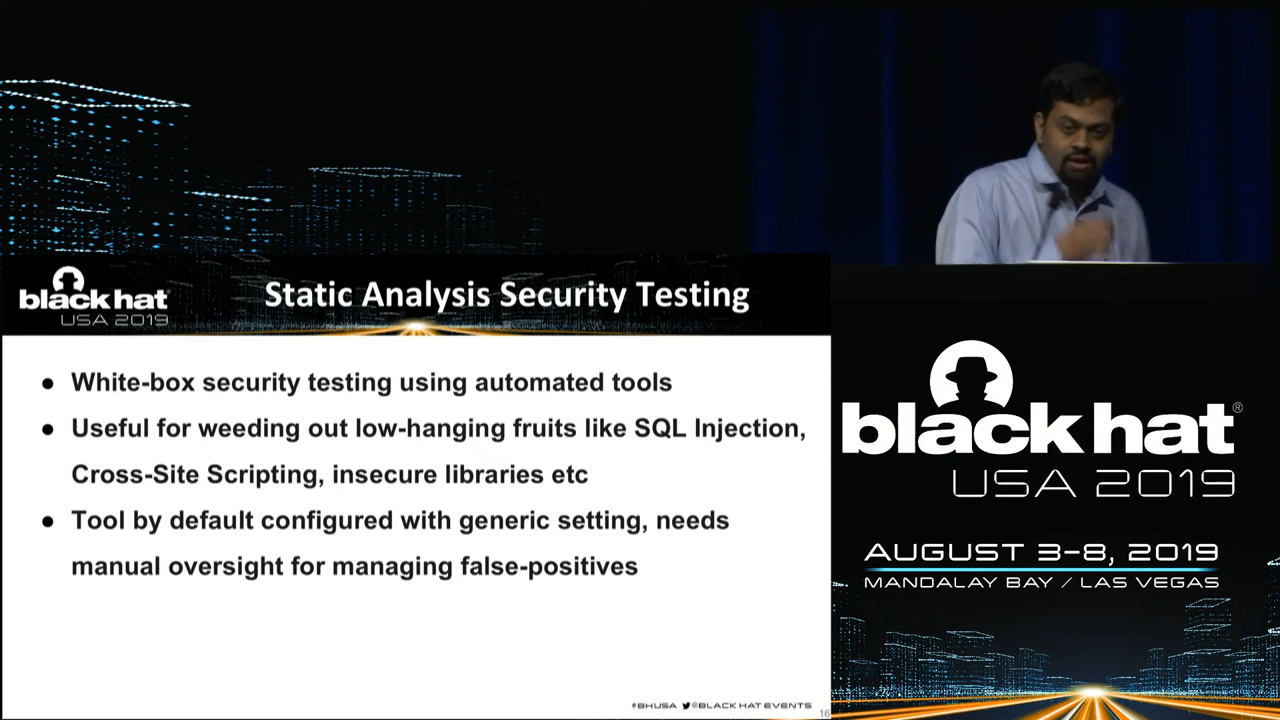 black hat
USA 2019
Static Analysis Security Testing
● White-box security testing using automated tools
● Useful for weeding out low-hanging fruits like SQL Injection,
Cross-Site Scripting, insecure libraries etc
● Tool by default configured with generic setting, needs
manual oversight for managing false-positives
#BHUSA @BLACK HAT EVENTS
16
black hat®
USA 2019
AUGUST 3-8, 2019
MANDALAY BAY / LAS VEGAS